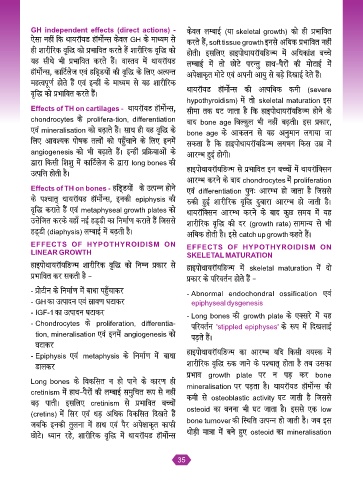 GH independent effects (direct actions) -
ऐसा नहीं कि थायरॉयड हॉर्मोन्स केवल GH के माध्यम से
ही शारीरिक वृद्धि को प्रभावित करते हैं शारीरिक वृद्धि को
यह सीधे भी प्रभावित करते हैं। वास्तव में थायरॉयड
हॉर्मोन्स, कार्टिलेज एवं हड्डियों की वृद्धि के लिए अत्यन्त
महत्वपूर्ण होते हैं एवं इन्ही के माध्यम से यह शारीरिक
वृद्धि को प्रभावित करते हैं।
Effects of TH on cartilages - थायरॉयड हॉर्मोन्स,
chondrocytes के prolifera-tion, differentiation
एवं mineralisation को बढ़ाते हैं। साथ ही यह वृद्धि के
लिए आवश्यक पोषक तत्वों को पहुँचाने के लिए इनमें
angiogenesis को भी बढ़ाते हैं। इन्हीं प्रक्रियाओं के
द्वारा किसी शिशु में कार्टिलेज के द्वारा long bones की
उत्पत्ति होती है।
Effects of TH on bones - हड्डियों के उत्पन्न होने
के पश्चात् थायरॉयड हॉर्मोन्स, इनकी epiphysis की
वृद्धि कराते हैं एवं metaphyseal growth plates को
उत्तेजित करके वहाँ नई हड्डी का निर्माण कराते हैं जिससे
हड्डी (diaphysis) लम्बाई में बढ़ती है।
EFFECTS OF HYPOTHYROIDISM ON
LINEAR GROWTH
हाइपोथायरॉयडिज्म शारीरिक वृद्धि को निम्न प्रकार से
प्रभावित कर सकती है -
- प्रोटीन के निर्माण में बाधा पहुँचाकर
- GH का उत्पादन एवं स्रावण घटाकर
- IGF-1 का उत्पादन घटाकर
- Chondrocytes के proliferation, differentia-
tion, mineralisation एवं इनमें angiogenesis को
घटाकर
- Epiphysis एवं metaphysis के निर्माण में बाधा
डालकर
Long bones के विकसित न हो पाने के कारण ही
cretinism में हाथ-पैरों की लम्बाई समुचित रूप से नहीं
बढ़ पाती। इसलिए cretinism से प्रभावित बच्चों
(cretins) में सिर एवं धड़ अधिक विकसित दिखते हैं
जबकि इनकी तुलना में हाथ एवं पैर अपेक्षाकृत काफी
छोटे। ध्यान रहे, शारीरिक वृद्धि में थायरॉयड हॉर्मोन्स
केवल लम्बाई (या skeletal growth) को ही प्रभावित
करते हैं, soft tissue growth इनसे अधिक प्रभावित नहीं
होती। इसलिए हाइपोथायरॉयडिज्म में अधिकांश बच्चे
लम्बाई में तो छोटे परन्तु हाथ-पैरों की मोटाई में
अपेक्षाकृत मोटे एवं अपनी आयु से बड़े दिखाई देते हैं।
थायरॉयड हॉर्मोन्स की अत्यधिक कमी (severe
hypothyroidism) में तो skeletal maturation इस
सीमा तक घट जाता है कि हाइपोथायरॉयडिज्म होने के
बाद bone age बिल्कुल भी नहीं बढ़ती। इस प्रकार,
bone age के आकलन से यह अनुमान लगाया जा
सकता है कि हाइपोथायरॉयडिज्म लगभग किस उम्र में
आरम्भ हुई होगी।
हाइपोथायरॉयडिज्म से प्रभावित इन बच्चों में थायरॉक्सिन
आरम्भ करने के बाद chondrocytes में proliferation
एवं differentiation पुनः आरम्भ हो जाता है जिससे
रुकी हुई शारीरिक वृद्धि दुबारा आरम्भ हो जाती है।
थायरॉक्सिन आरम्भ करने के बाद कुछ समय में यह
शारीरिक वृद्धि की दर (growth rate) सामान्य से भी
अधिक होती है। इसे catch up growth कहते हैं।
EFFECTS OF HYPOTHYROIDISM ON
SKELETAL MATURATION
हाइपोथायरॉयडिज्म में skeletal maturation में दो
प्रकार के परिवर्तन होते हैं -
- Abnormal endochondral ossification एवं
epiphyseal dysgenesis
- Long bones की growth plate के एक्सरे में यह
परिवर्तन 'stippled epiphyses' के रूप में दिखलाई
पड़ते हैं।
हाइपोथायरॉयडिज्म का आरम्भ यदि किसी वयस्क में
शारीरिक वृद्धि रुक जाने के पश्चात् होता है तब उसका
प्रभाव growth plate पर न पड़ कर bone
mineralisation पर पड़ता है। थायरॉयड हॉर्मोन्स की
कमी से osteoblastic activity घट जाती है जिससे
osteoid का बनना भी घट जाता है। इससे एक low
bone turnover की स्थिति उत्पन्न हो जाती है। जब इस
थोड़ी मात्रा में बने हुए osteoid का mineralisation
35